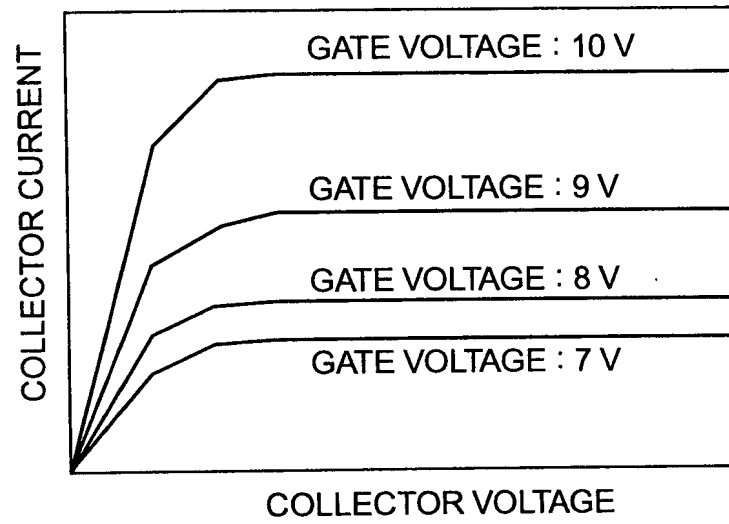 GATE VOLTAGE : 10 V
GATE VOLTAGE : 9 V
GATE VOLTAGE : 8 V
GATE VOLTAGE : 7 V
COLLECTOR CURRENT
COLLECTOR VOLTAGE